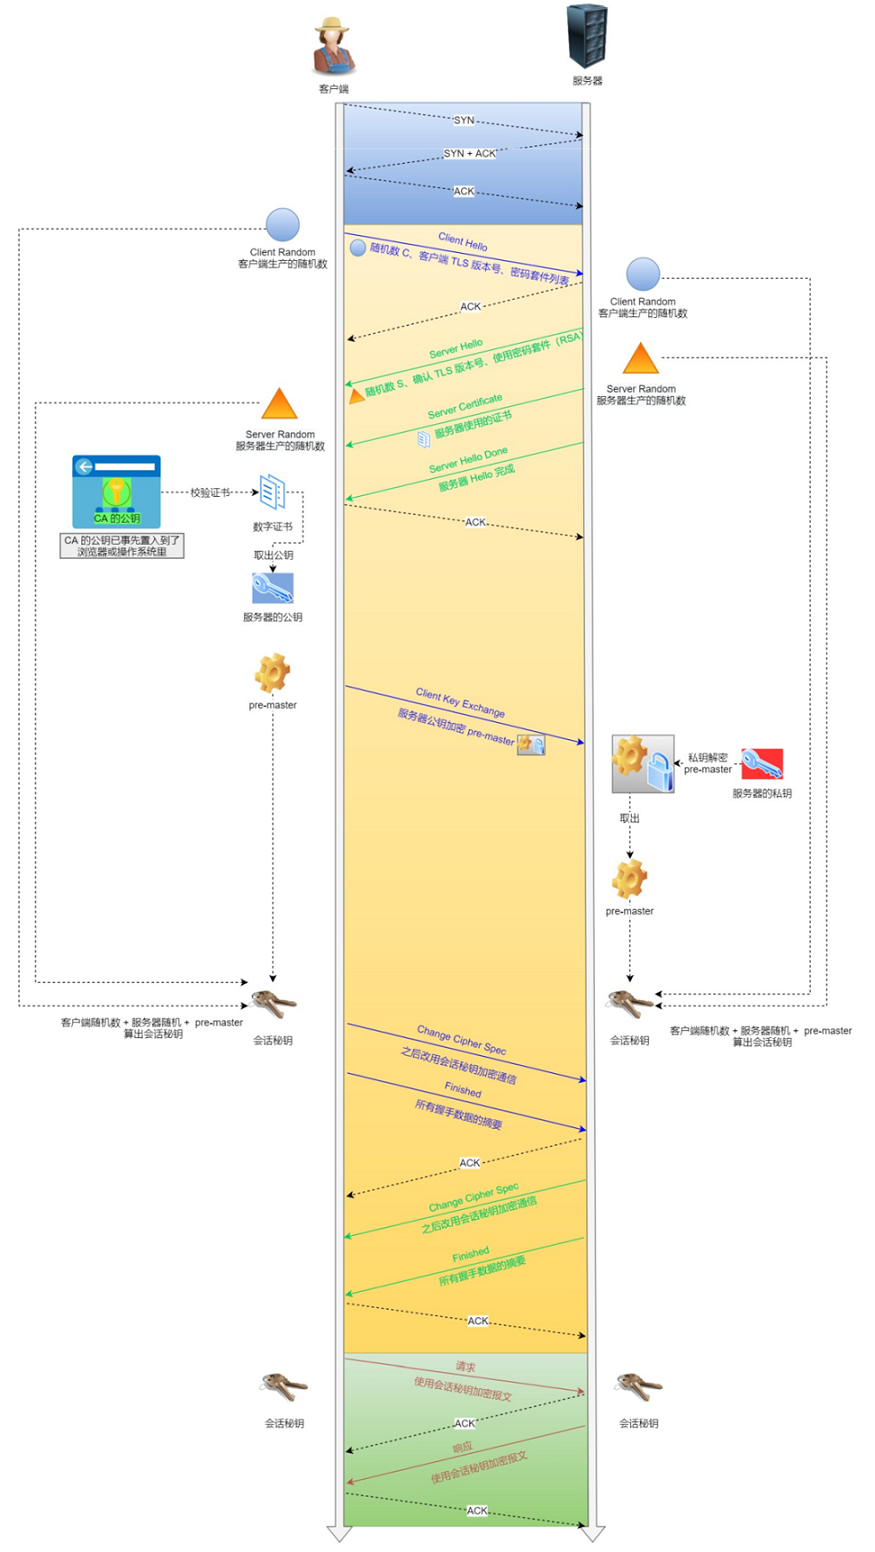 客户端
服务器
SYN
SYN + ACK
ACK
Client Random
客户端生产的随机数
Client Hello
随机数 C、客户端 TLS 版本号、密码套件列表
Client Random
客户端生产的随机数
ACK
Server Hello
随机数 S、确认 TLS 版本号、使用密码套件（RSA）
Server Random
服务器生产的随机数
Server Certificate
服务器使用的证书
Server Random
服务器生产的随机数
Server Hello Done
服务器 Hello 完成
CA 的公钥
校验证书
数字证书
ACK
CA 的公钥已事先置入到了
浏览器或操作系统里
取出公钥
服务器的公钥
pre-master
Client Key Exchange
服务器公钥加密 pre-master
私钥解密
pre-master
服务器的私钥
取出
pre-master
客户端随机数 + 服务器随机 + pre-master
算出会话秘钥
会话秘钥
会话秘钥
客户端随机数 + 服务器随机 + pre-master
算出会话秘钥
Change Cipher Spec
之后改用会话秘钥加密通信
Finished
所有握手数据的摘要
ACK
Change Cipher Spec
之后改用会话秘钥加密通信
Finished
所有握手数据的摘要
ACK
请求
使用会话秘钥加密报文
会话秘钥
ACK
会话秘钥
响应
使用会话秘钥加密报文
ACK